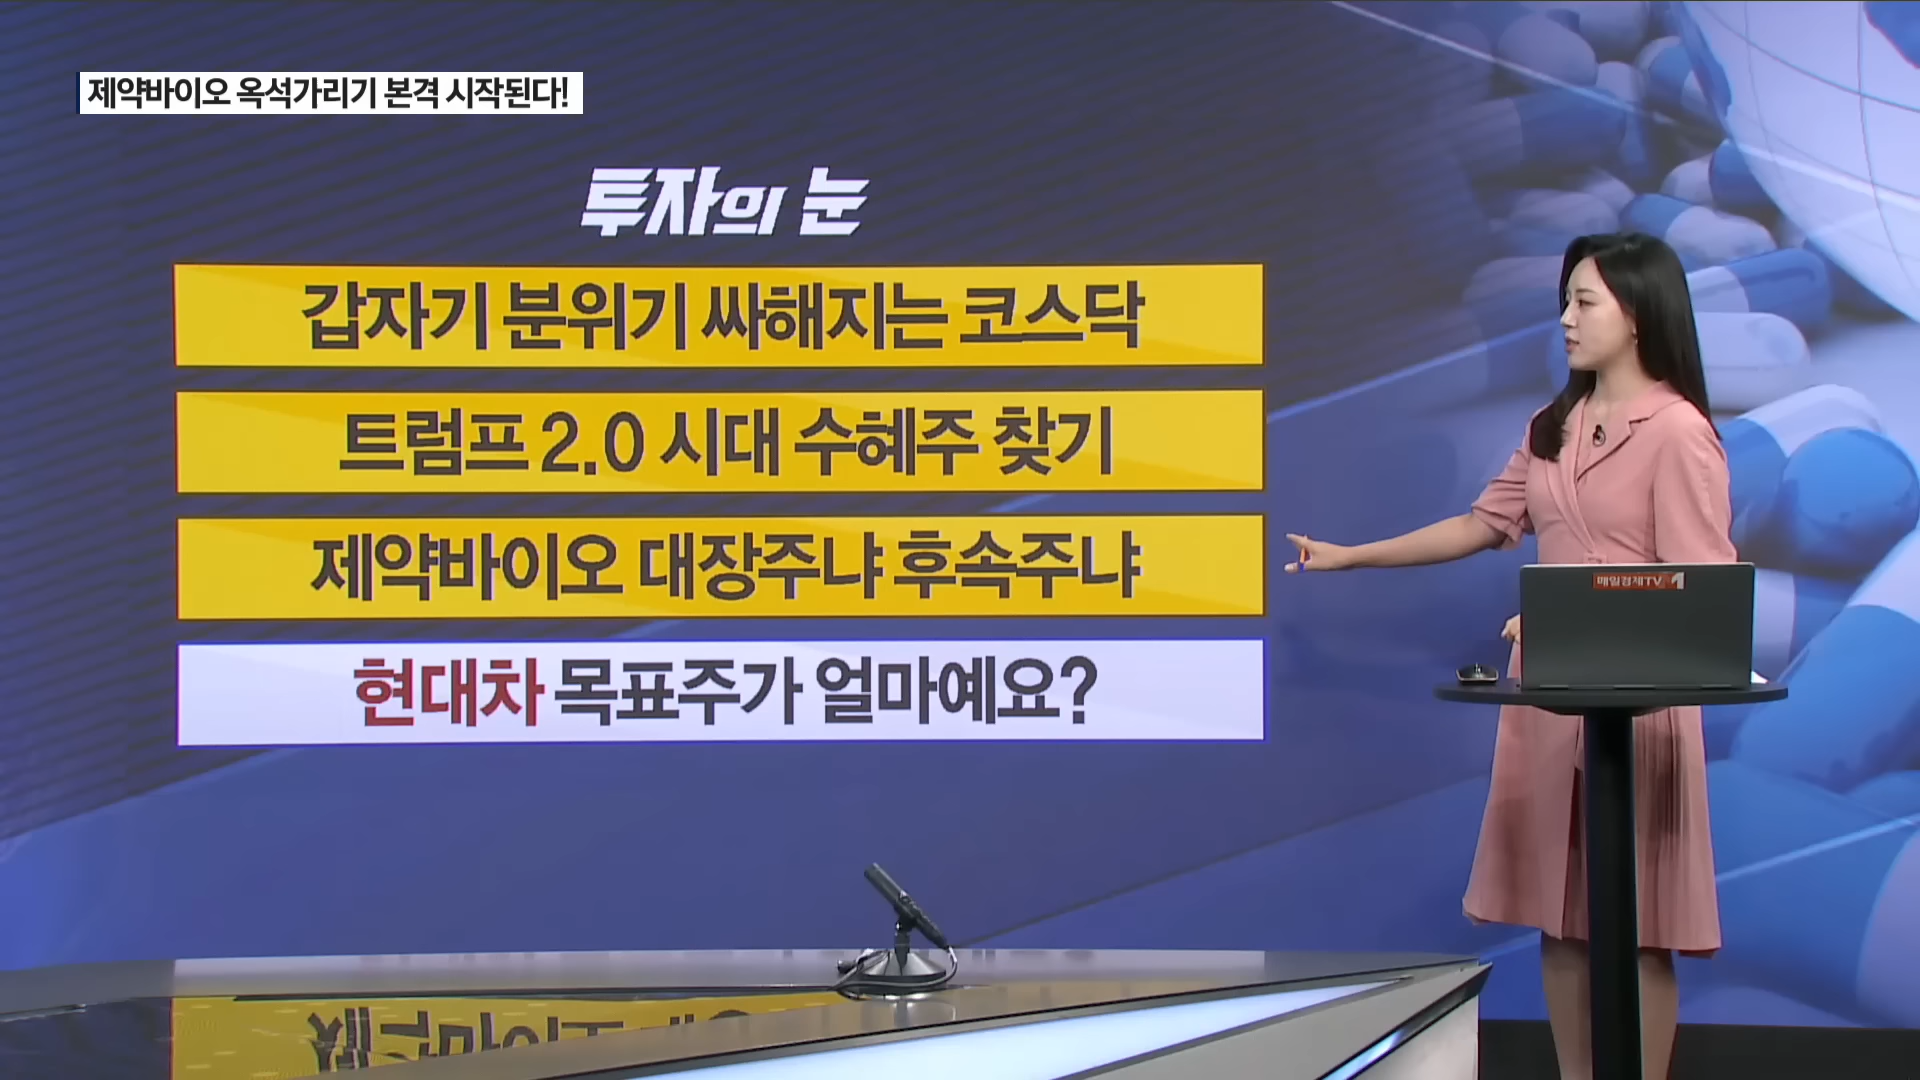 제약바이오 옥석가리기 본격 시작된다!
투자의 눈
갑자기 분위기 싸해지는 코스닥
트럼프 2.0 시대 수혜주 찾기
제약바이오 대장주냐 후속주냐
현대차 목표주가 얼마예요?
매일경제TV